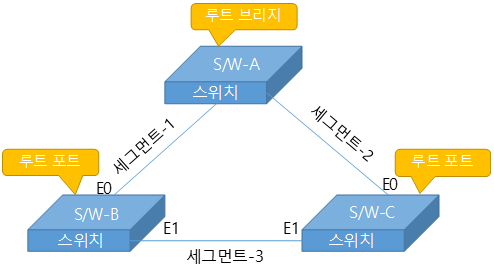 루트 브리지
S/W-A
스위치
세그먼트-1
세그먼트-2
루트 포트
루트 포트
E0
E0
S/W-B
스위치
E1
E1
S/W-C
스위치
세그먼트-3